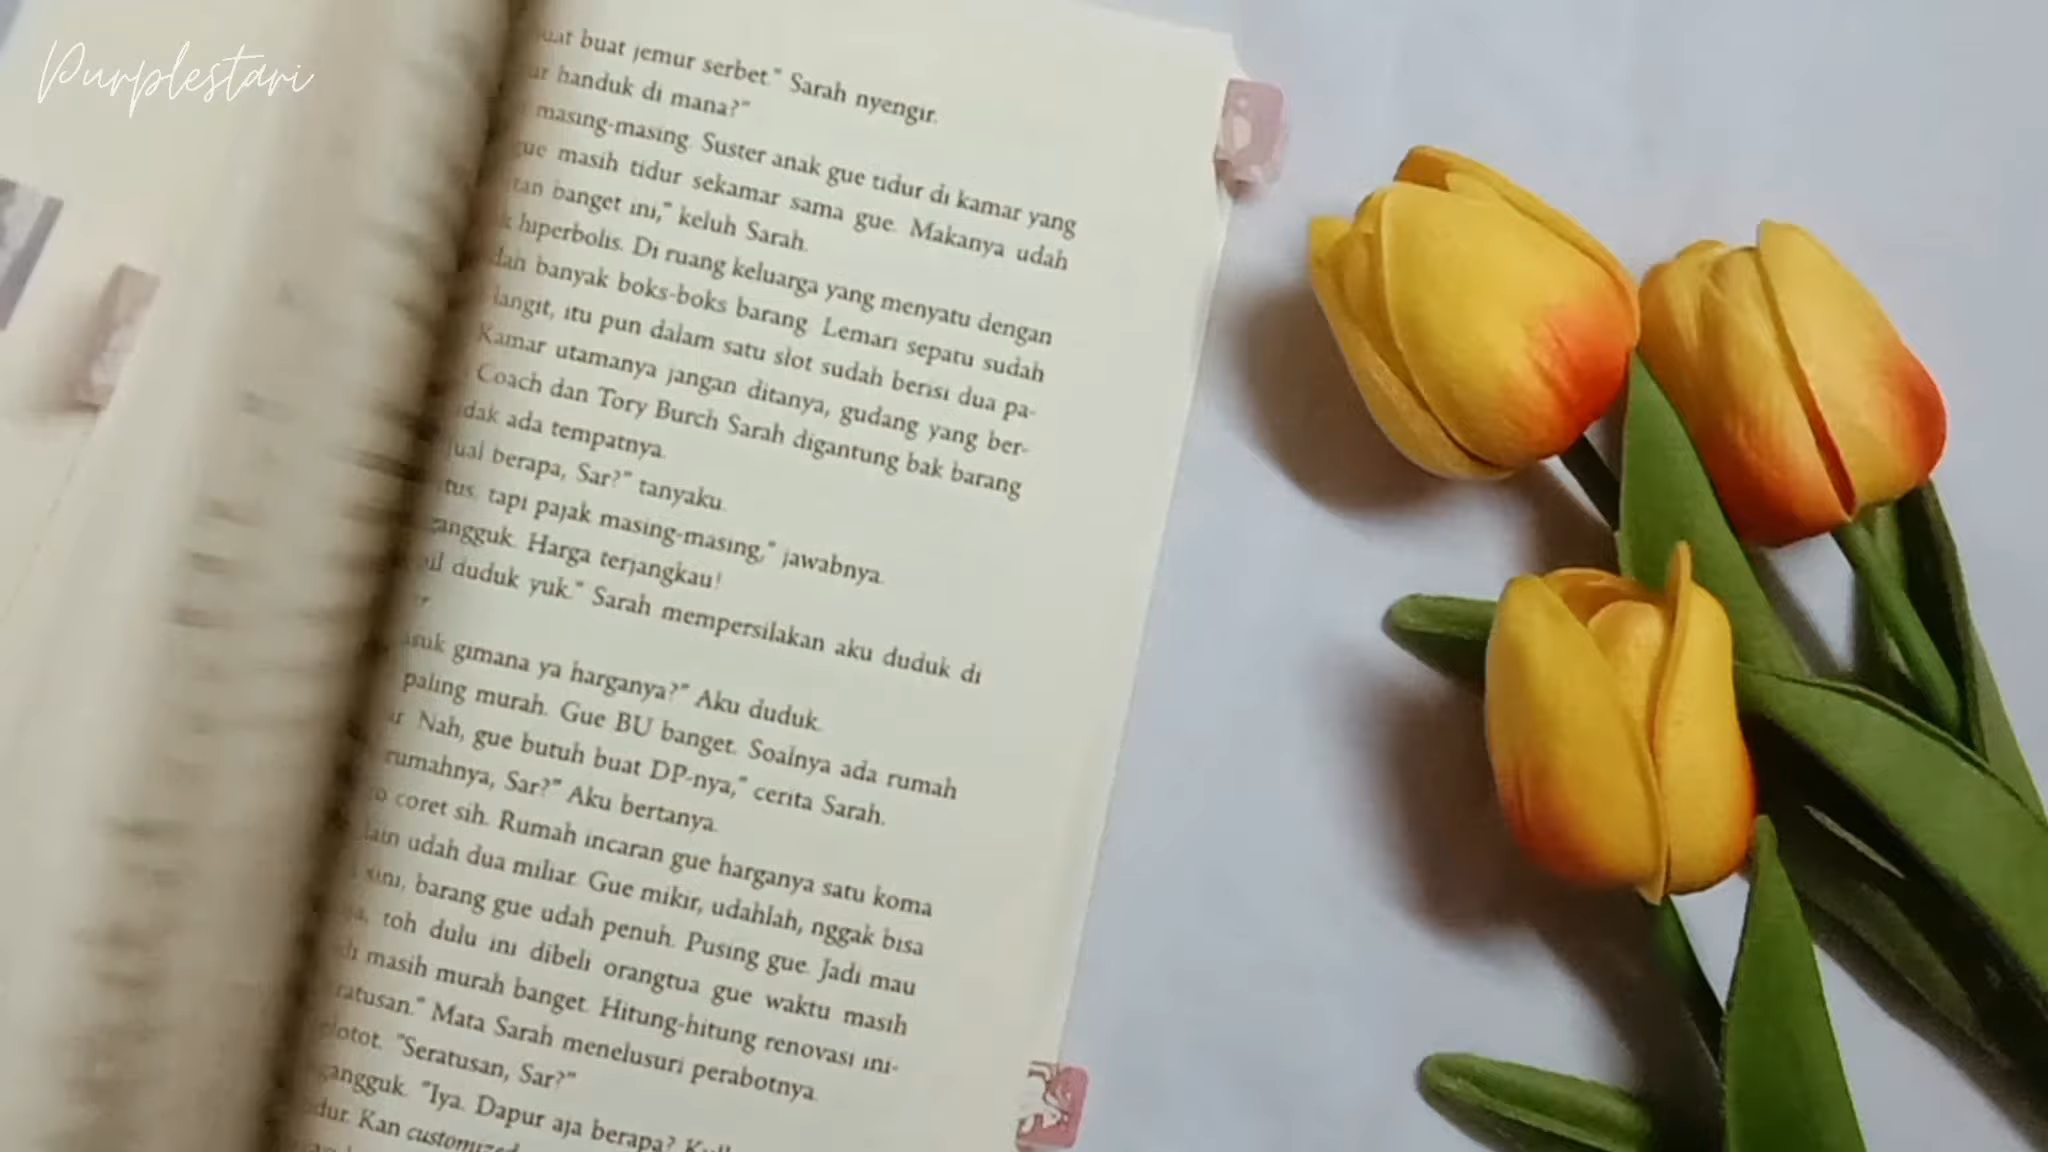 Purplestari
buat jemur serbet." Sarah nyengir.
handuk di mana?"
masing-masing. Suster anak gue tidur di kamar yang
gue masih tidur sekamar sama gue. Makanya udah
banget ini," keluh Sarah.
hiperbolis. Di ruang keluarga yang menyatu dengan
banyak boks-boks barang. Lemari sepatu sudah
langit, itu pun dalam satu slot sudah berisi dua pa-
Kamar utamanya jangan ditanya, gudang yang ber-
Coach dan Tory Burch Sarah digantung bak barang
ada tempatnya.
jual berapa, Sar?" tanyaku.
tapi pajak masing-masing," jawabnya.
Harga terjangkau!
duduk yuk." Sarah mempersilakan aku duduk di
gimana ya harganya?" Aku duduk.
paling murah. Gue BU banget. Soalnya ada rumah
Nah, gue butuh buat DP-nya," cerita Sarah.
rumahnya, Sar?" Aku bertanya.
coret sih. Rumah incaran gue harganya satu koma
lain udah dua miliar. Gue mikir, udahlah, nggak bisa
sini, barang gue udah penuh. Pusing gue. Jadi mau
toh dulu ini dibeli orangtua gue waktu masih
masih murah banget. Hitung-hitung renovasi ini-
ratusan." Mata Sarah menelusuri perabotnya.
"Seratusan, Sar?"
"Iya. Dapur aja berapa?
Kan customized